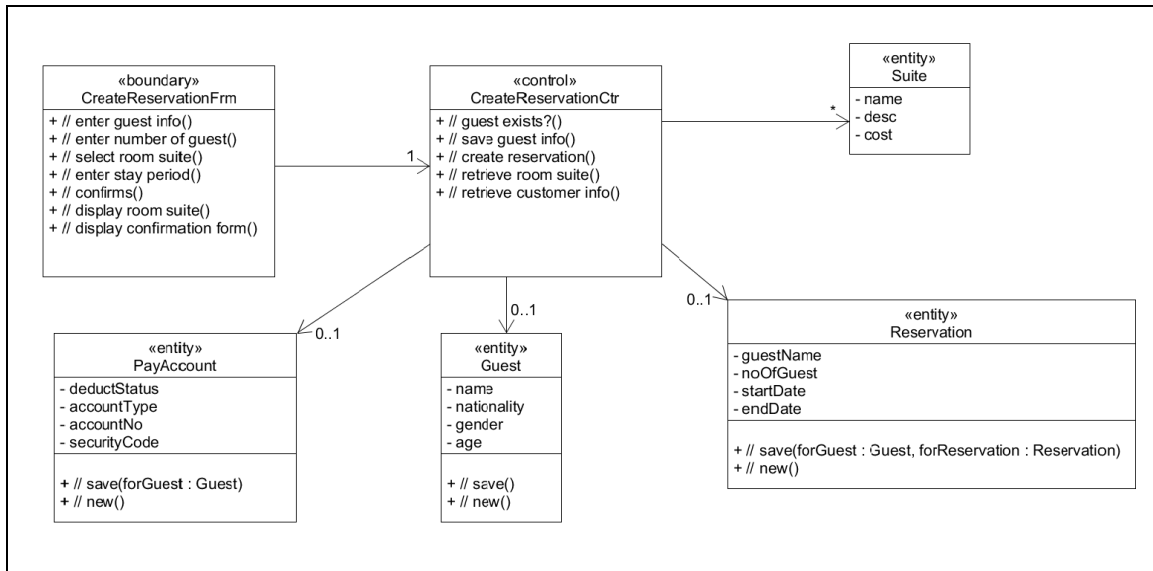 «boundary»
CreateReservationFrm
+ // enter guest info()
+ // enter number of guest()
+ // select room suite()
+ // enter stay period()
+ // confirms()
+ // display room suite()
+ // display confirmation form()
1
«control»
CreateReservationCtr
+ // guest exists?()
+ // save guest info()
+ // create reservation()
+ // retrieve room suite()
+ // retrieve customer info()
*
«entity»
Suite
- name
- desc
- cost
0..1
«entity»
PayAccount
- deductStatus
- accountType
- accountNo
- securityCode
+ // save(forGuest : Guest)
+ // new()
0..1
«entity»
Guest
- name
- nationality
- gender
- age
+ // save()
+ // new()
0..1
«entity»
Reservation
- guestName
- noOfGuest
- startDate
- endDate
+ // save(forGuest : Guest, forReservation : Reservation)
+ // new()